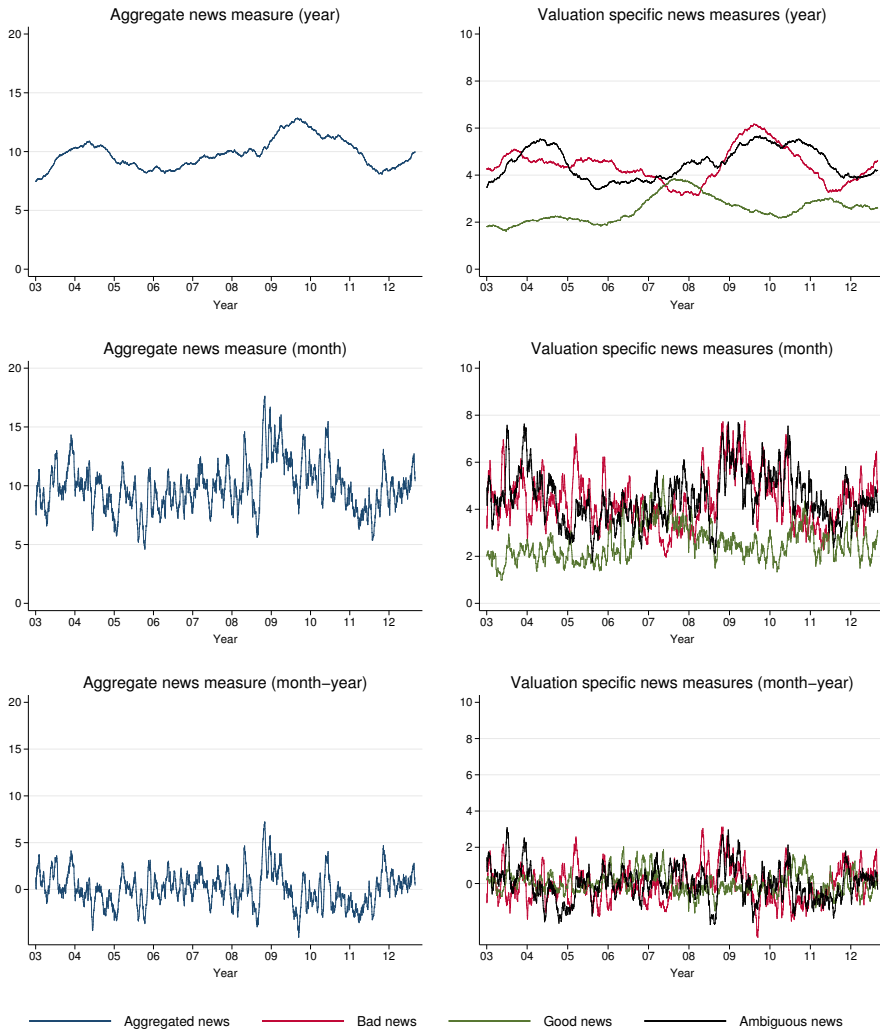 Aggregate news measure (year)
20
15
10
5
0
03 04 05 06 07 08 09 10 11 12
Year
Valuation specific news measures (year)
10
8
6
4
2
0
03 04 05 06 07 08 09 10 11 12
Year
Aggregate news measure (month)
20
15
10
5
0
03 04 05 06 07 08 09 10 11 12
Year
Valuation specific news measures (month)
10
8
6
4
2
0
03 04 05 06 07 08 09 10 11 12
Year
Aggregate news measure (month−year)
20
15
10
5
0
03 04 05 06 07 08 09 10 11 12
Year
Valuation specific news measures (month−year)
10
8
6
4
2
0
03 04 05 06 07 08 09 10 11 12
Year
Aggregated news Bad news Good news Ambiguous news